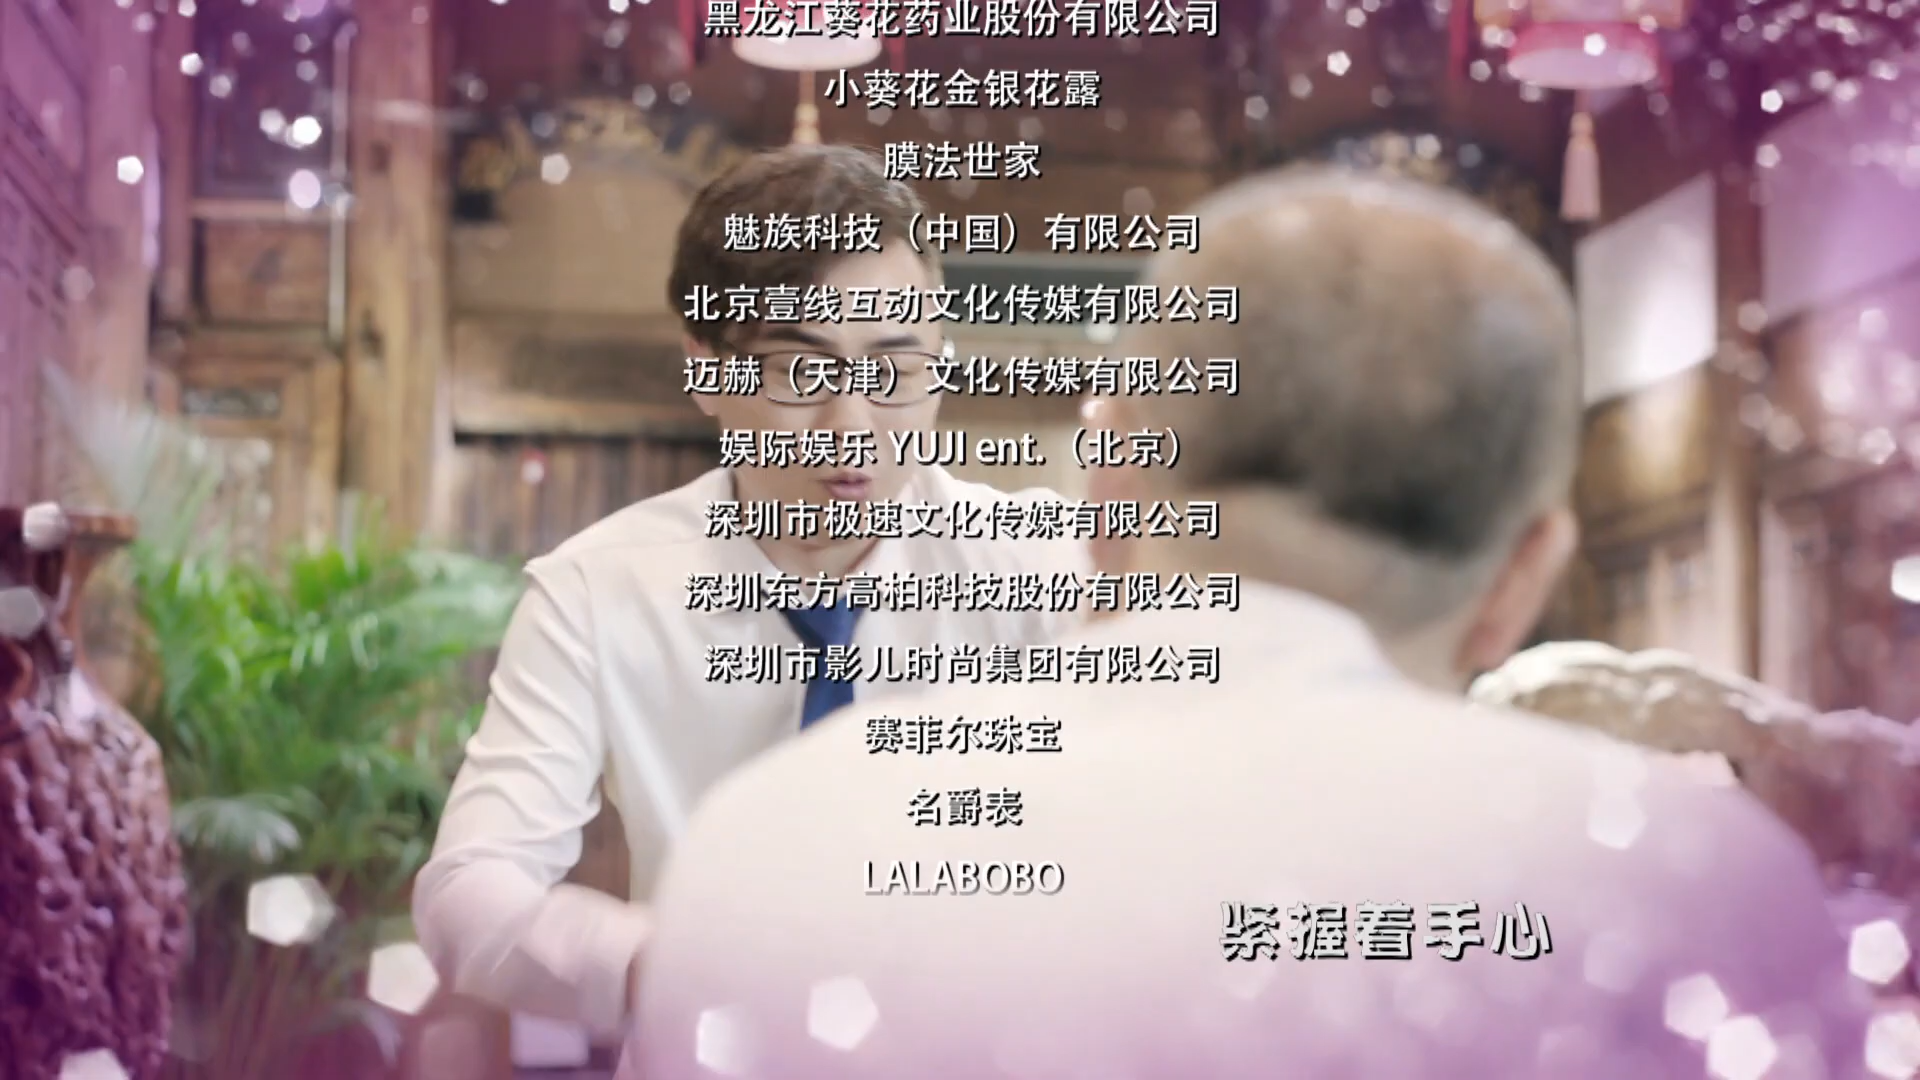 黑龙江葵花药业股份有限公司
小葵花金银花露
膜法世家
魅族科技（中国）有限公司
北京壹线互动文化传媒有限公司
迈赫（天津）文化传媒有限公司
娱际娱乐 YUJI ent.（北京）
深圳市极速文化传媒有限公司
深圳东方高柏科技股份有限公司
深圳市影儿时尚集团有限公司
赛菲尔珠宝
名爵表
LALABOBO
紧握着手心